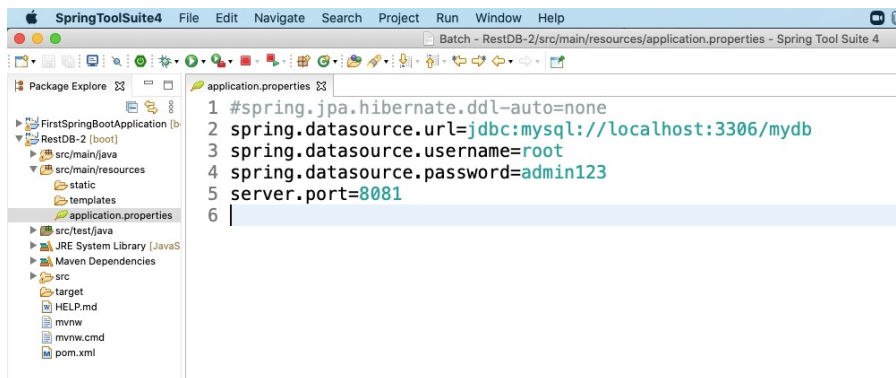 SpringToolSuite4 File Edit Navigate Search Project Run Window Help
Batch - RestDB-2/src/main/resources/application.properties - Spring Tool Suite 4
Package Explore
application.properties
FirstSpringBootApplication [b
RestDB-2 [boot]
src/main/java
src/main/resources
static
templates
application.properties
src/test/java
JRE System Library [JavaS
Maven Dependencies
src
target
HELP.md
mvnw
mvnw.cmd
pom.xml
1 #spring.jpa.hibernate.ddl-auto=none
2 spring.datasource.url=jdbc:mysql://localhost:3306/mydb
3 spring.datasource.username=root
4 spring.datasource.password=admin123
5 server.port=8081
6